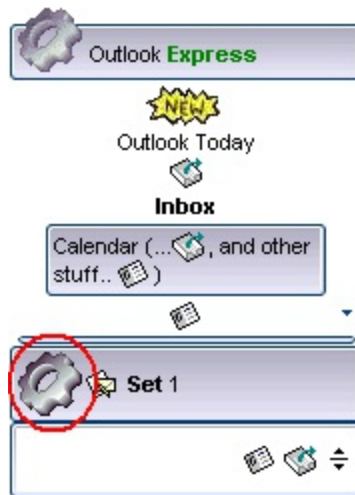 Outlook Express
NEW
Outlook Today
Inbox
Calendar (... , and other
stuff.. )
Set 1